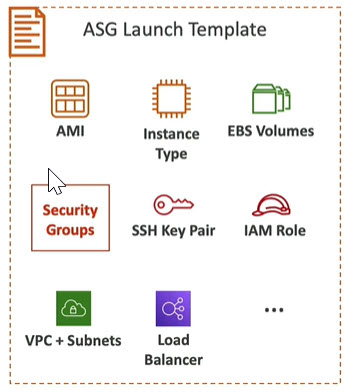 ASG Launch Template
AMI
Instance
Type
EBS Volumes
Security
Groups
SSH Key Pair
IAM Role
VPC + Subnets
Load
Balancer
...